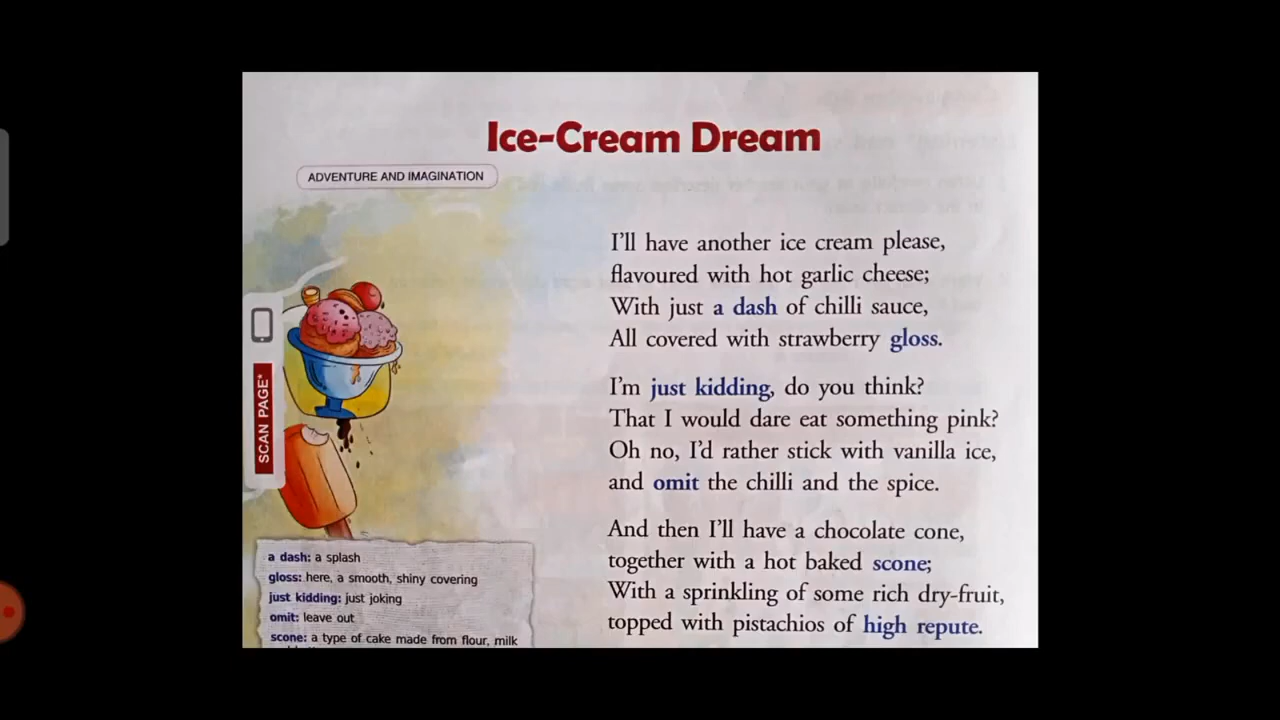 Ice-Cream Dream
ADVENTURE AND IMAGINATION
I'll have another ice cream please,
flavoured with hot garlic cheese;
With just a dash of chilli sauce,
All covered with strawberry gloss.
I'm just kidding, do you think?
That I would dare eat something pink?
Oh no, I'd rather stick with vanilla ice,
and omit the chilli and the spice.
And then I'll have a chocolate cone,
together with a hot baked scone;
With a sprinkling of some rich dry-fruit,
topped with pistachios of high repute.
SCAN PAGE*
a dash: a splash
gloss: here, a smooth, shiny covering
just kidding: just joking
omit: leave out
scone: a type of cake made from flour, milk